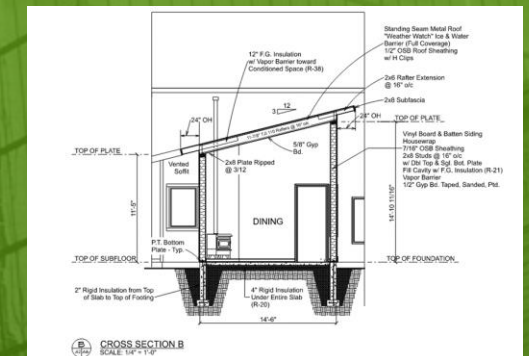 Standing Seam Metal Roof
"Weather Watch" Ice & Water
Barrier (Full Coverage)
1/2" OSB Roof Sheathing
w/ H Clips
12" F.G. Insulation
w/ Vapor Barrier toward
Conditioned Space (R-38)
2x6 Rafter Extension
@ 16" o/c
12
3
2x8 Subfascia
24" OH
24" OH
TOP OF PLATE
5/8" Gyp
Bd.
Vinyl Board & Batten Siding
Housewrap
7/16" OSB Sheathing
2x8 Studs @ 16" o/c
w/ Dbl Top & Sgl. Bot. Plate
Fill Cavity w/ F.G. Insulation (R-21)
Vapor Barrier
1/2" Gyp Bd. Taped, Sanded, Ptd.
TOP OF PLATE
Vented
Soffit
2x8 Plate Ripped
@ 3/12
11'-5"
14'-10 11/16"
DINING
P.T. Bottom
Plate - Typ.
TOP OF SUBFLOOR
TOP OF FOUNDATION
2" Rigid Insulation from Top
of Slab to Top of Footing
4" Rigid Insulation
Under Entire Slab
(R-20)
14'-6"
B
CROSS SECTION B
SCALE: 1/4" = 1'-0"